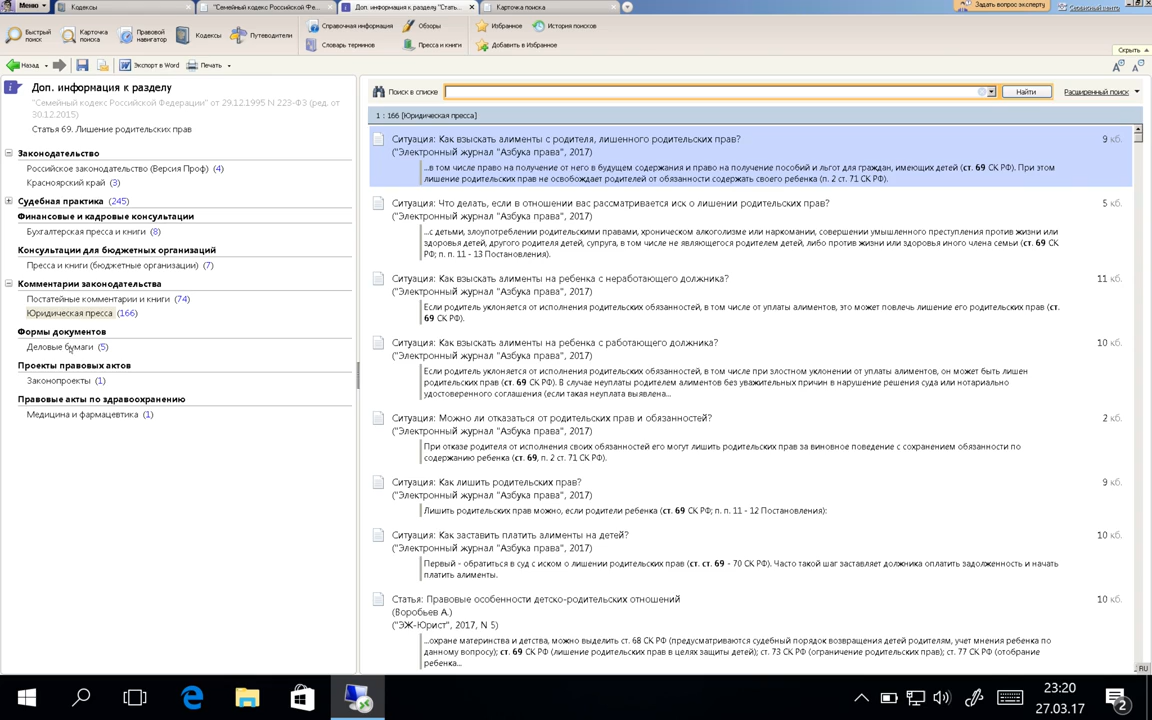 Меню
Кодексы
"Семейный кодекс Российской Фе...
Доп. информация к разделу "Стать...
Карточка поиска
Задать вопрос эксперту
Сервисный центр
Быстрый поиск
Карточка поиска
Правовой навигатор
Кодексы
Путеводители
Справочная информация
Обзоры
Избранное
История поисков
Словарь терминов
Пресса и книги
Добавить в Избранное
Скрыть
Назад
Экспорт в Word
Печать
Доп. информация к разделу
"Семейный кодекс Российской Федерации" от 29.12.1995 N 223-ФЗ (ред. от
30.12.2015)
Статья 69. Лишение родительских прав
Законодательство
Российское законодательство (Версия Проф) (4)
Красноярский край (3)
Судебная практика (245)
Финансовые и кадровые консультации
Бухгалтерская пресса и книги (8)
Консультации для бюджетных организаций
Пресса и книги (бюджетные организации) (7)
Комментарии законодательства
Постатейные комментарии и книги (74)
Юридическая пресса (166)
Формы документов
Деловые бумаги (5)
Проекты правовых актов
Законопроекты (1)
Правовые акты по здравоохранению
Медицина и фармацевтика (1)
Поиск в списке
Найти
Расширенный поиск
1 : 166 [Юридическая пресса]
Ситуация: Как взыскать алименты с родителя, лишенного родительских прав?
9 кб.
("Электронный журнал "Азбука права", 2017)
...в том числе право на получение от него в будущем содержания и право на получение пособий и льгот для граждан, имеющих детей (ст. 69 СК РФ). При этом
лишение родительских прав не освобождает родителей от обязанности содержать своего ребенка (п. 2 ст. 71 СК РФ).
Ситуация: Что делать, если в отношении вас рассматривается иск о лишении родительских прав?
5 кб.
("Электронный журнал "Азбука права", 2017)
...с детьми, злоупотреблении родительскими правами, хроническом алкоголизме или наркомании, совершении умышленного преступления против жизни или
здоровья детей, другого родителя детей, супруга, в том числе не являющегося родителем детей, либо против жизни или здоровья иного члена семьи (ст. 69 СК
РФ; п. п. 11 - 13 Постановления).
Ситуация: Как взыскать алименты на ребенка с неработающего должника?
11 кб.
("Электронный журнал "Азбука права", 2017)
Если родитель уклоняется от исполнения родительских обязанностей, в том числе от уплаты алиментов, это может повлечь лишение его родительских прав (ст.
69 СК РФ).
Ситуация: Как взыскать алименты на ребенка с работающего должника?
10 кб.
("Электронный журнал "Азбука права", 2017)
Если родитель уклоняется от исполнения родительских обязанностей, в том числе при злостном уклонении от уплаты алиментов, он может быть лишен
родительских прав (ст. 69 СК РФ). В случае неуплаты родителем алиментов без уважительных причин в нарушение решения суда или нотариально
удостоверенного соглашения (если такая неуплата выявлена...
Ситуация: Можно ли отказаться от родительских прав и обязанностей?
2 кб.
("Электронный журнал "Азбука права", 2017)
При отказе родителя от исполнения своих обязанностей его могут лишить родительских прав за виновное поведение с сохранением обязанности по
содержанию ребенка (ст. 69, п. 2 ст. 71 СК РФ).
Ситуация: Как лишить родительских прав?
9 кб.
("Электронный журнал "Азбука права", 2017)
Лишить родительских прав можно, если родители ребенка (ст. 69 СК РФ; п. п. 11 - 12 Постановления):
Ситуация: Как заставить платить алименты на детей?
10 кб.
("Электронный журнал "Азбука права", 2017)
Первый - обратиться в суд с иском о лишении родительских прав (ст. ст. 69 - 70 СК РФ). Часто такой шаг заставляет должника оплатить задолженность и начать
платить алименты.
Статья: Правовые особенности детско-родительских отношений
10 кб.
(Воробьев А.)
("ЭЖ-Юрист", 2017, N 5)
...охране материнства и детства, можно выделить ст. 68 СК РФ (предусматриваются судебный порядок возвращения детей родителям, учет мнения ребенка по
данному вопросу); ст. 69 СК РФ (лишение родительских прав в целях защиты детей); ст. 73 СК РФ (ограничение родительских прав); ст. 77 СК РФ (отобрание
ребенка...
RU
23:20
27.03.17
2